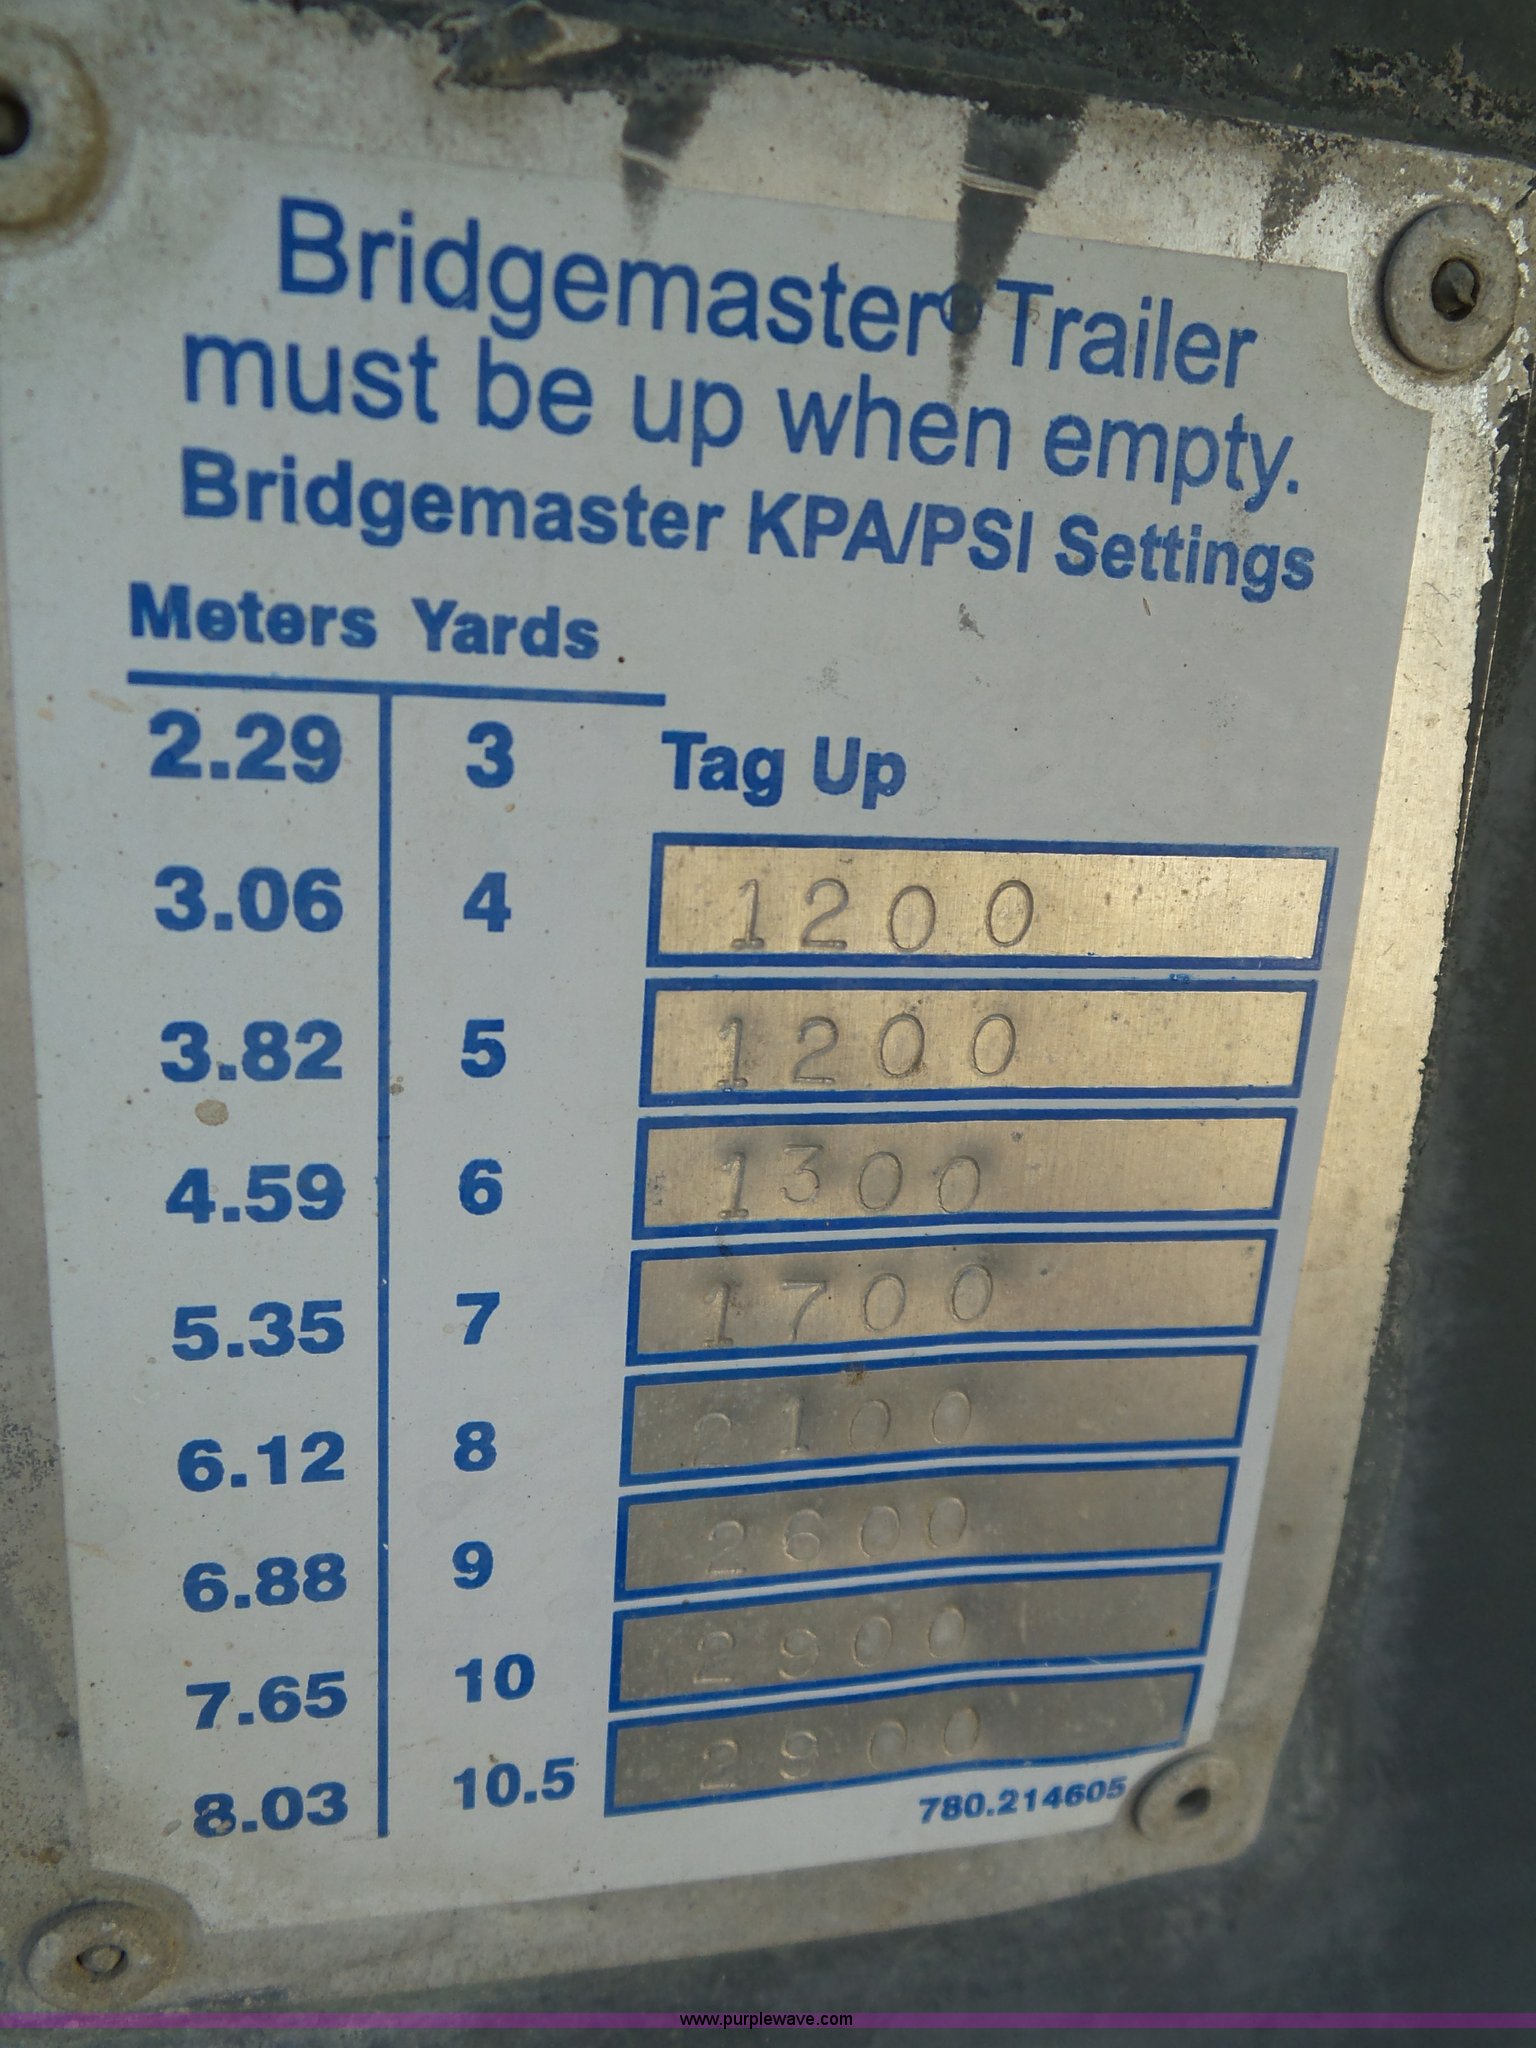 Bridgemaster® Trailer
must be up when empty.
Bridgemaster KPA/PSI Settings
Meters Yards
2.29 3 Tag Up
3.06 4 1200
3.82 5 1200
4.59 6 1300
5.35 7 1700
6.12 8 2100
6.88 9 2600
7.65 10 2900
8.03 10.5 2900
780.214605
www.purplewave.com